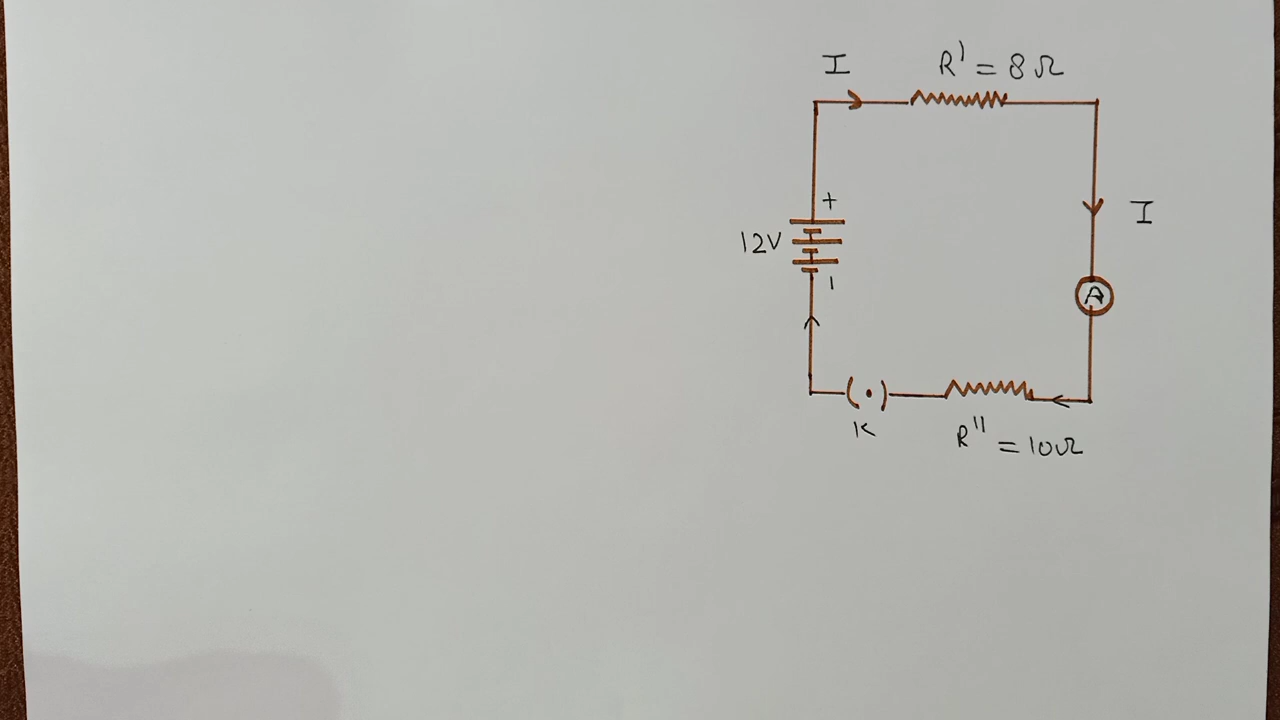 I
R' = 8 Ω
+
I
12V
-
A
K
R'' = 10Ω